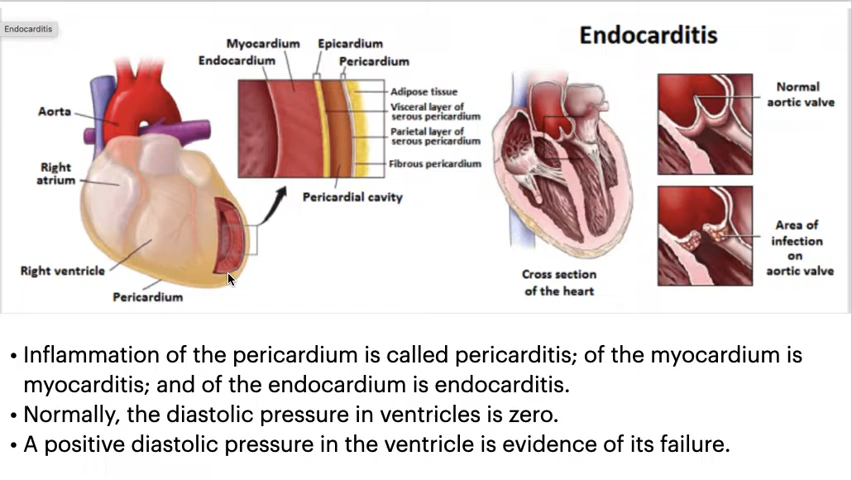 Endocarditis
Myocardium
Epicardium
Endocardium
Pericardium
Adipose tissue
Visceral layer of
serous pericardium
Parietal layer of
serous pericardium
Fibrous pericardium
Pericardial cavity
Aorta
Right
atrium
Right ventricle
Pericardium
Endocarditis
Normal
aortic valve
Area of
infection
on
aortic valve
Cross section
of the heart
• Inflammation of the pericardium is called pericarditis; of the myocardium is
myocarditis; and of the endocardium is endocarditis.
• Normally, the diastolic pressure in ventricles is zero.
• A positive diastolic pressure in the ventricle is evidence of its failure.